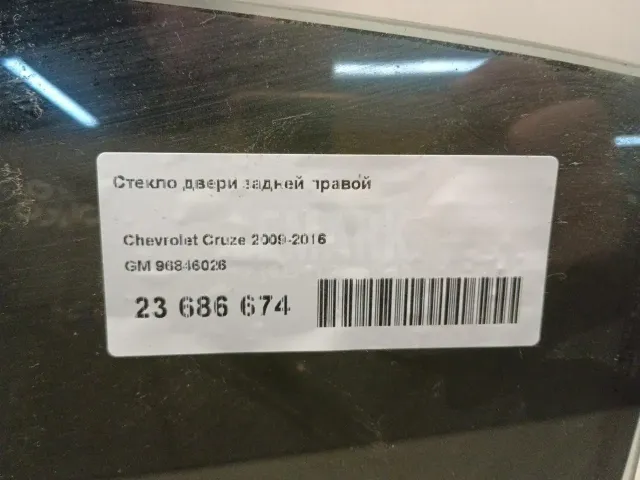 Стекло двери задней правой
Chevrolet Cruze 2009-2016
GM 96846026
23 686 674